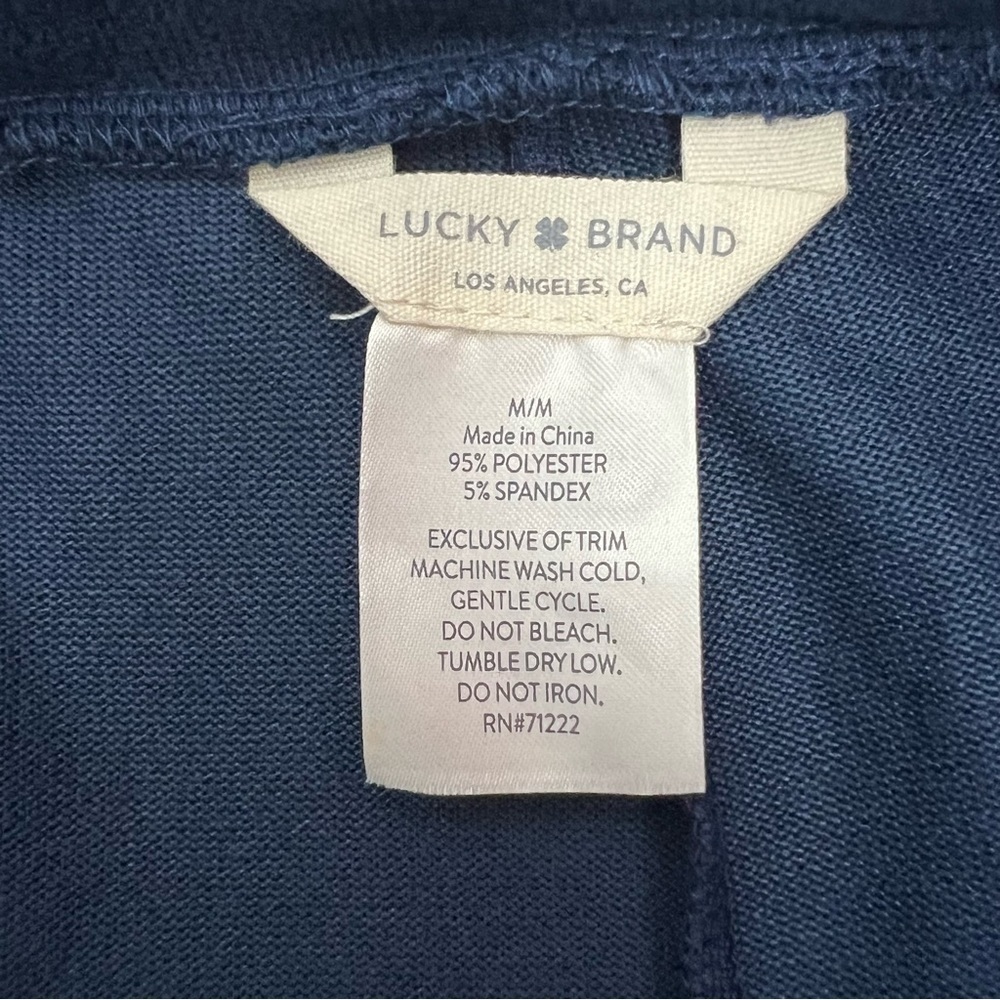 LUCKY BRAND
LOS ANGELES, CA
M/M
Made in China
95% POLYESTER
5% SPANDEX
EXCLUSIVE OF TRIM
MACHINE WASH COLD,
GENTLE CYCLE.
DO NOT BLEACH.
TUMBLE DRY LOW.
DO NOT IRON.
RN#71222